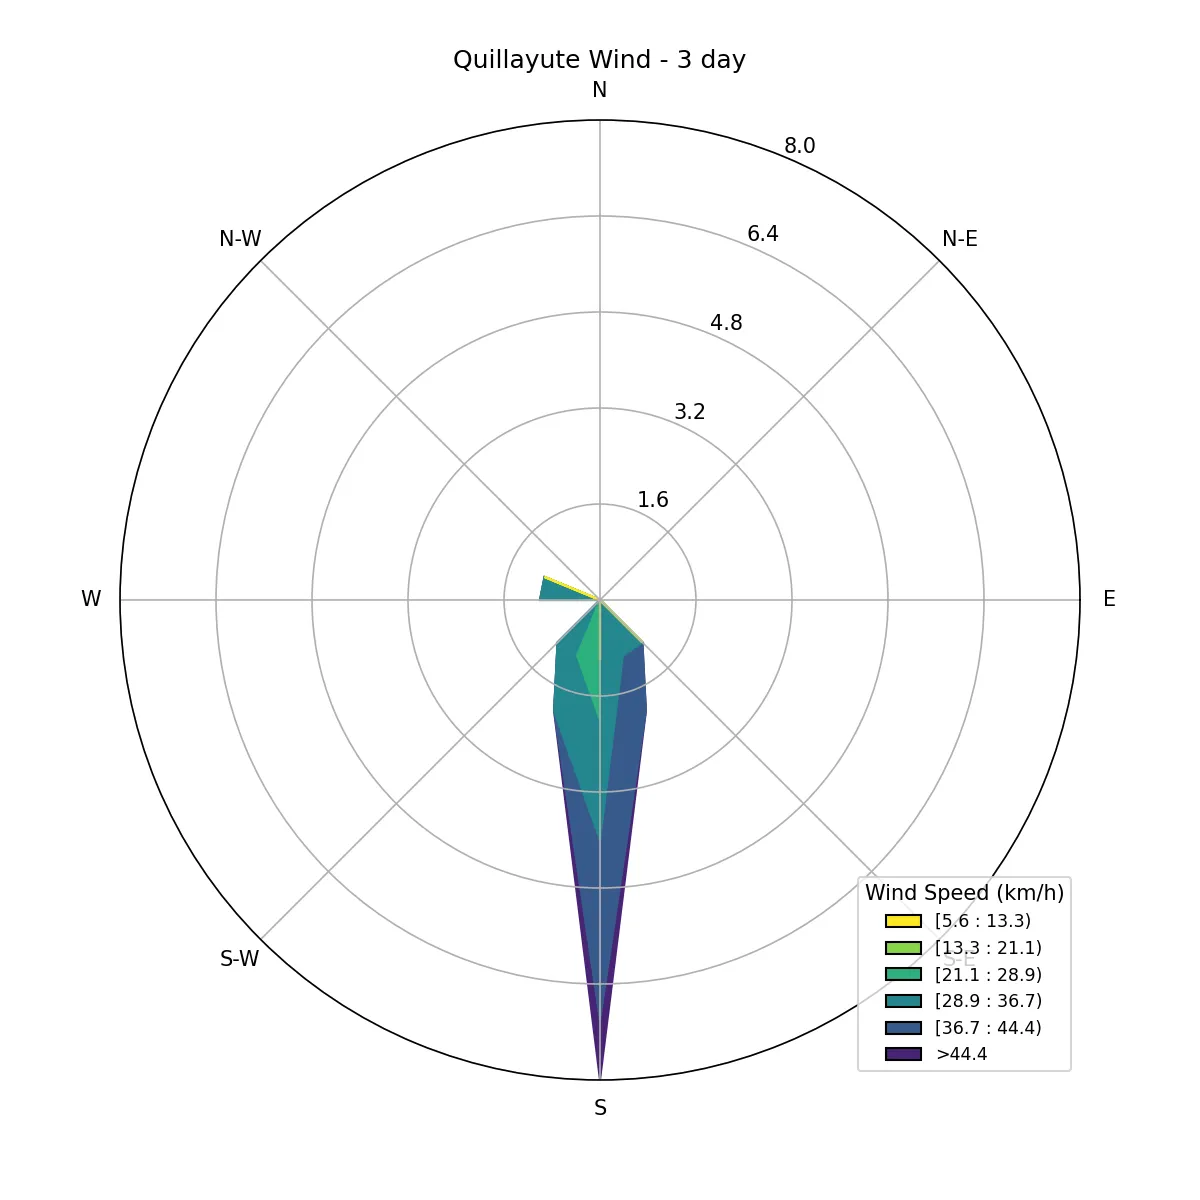 Quillayute Wind - 3 day
N
8.0
6.4
N-W
N-E
4.8
3.2
1.6
W
E
S-W
S-E
S
Wind Speed (km/h)
[5.6 : 13.3)
[13.3 : 21.1)
[21.1 : 28.9)
[28.9 : 36.7)
[36.7 : 44.4)
>44.4